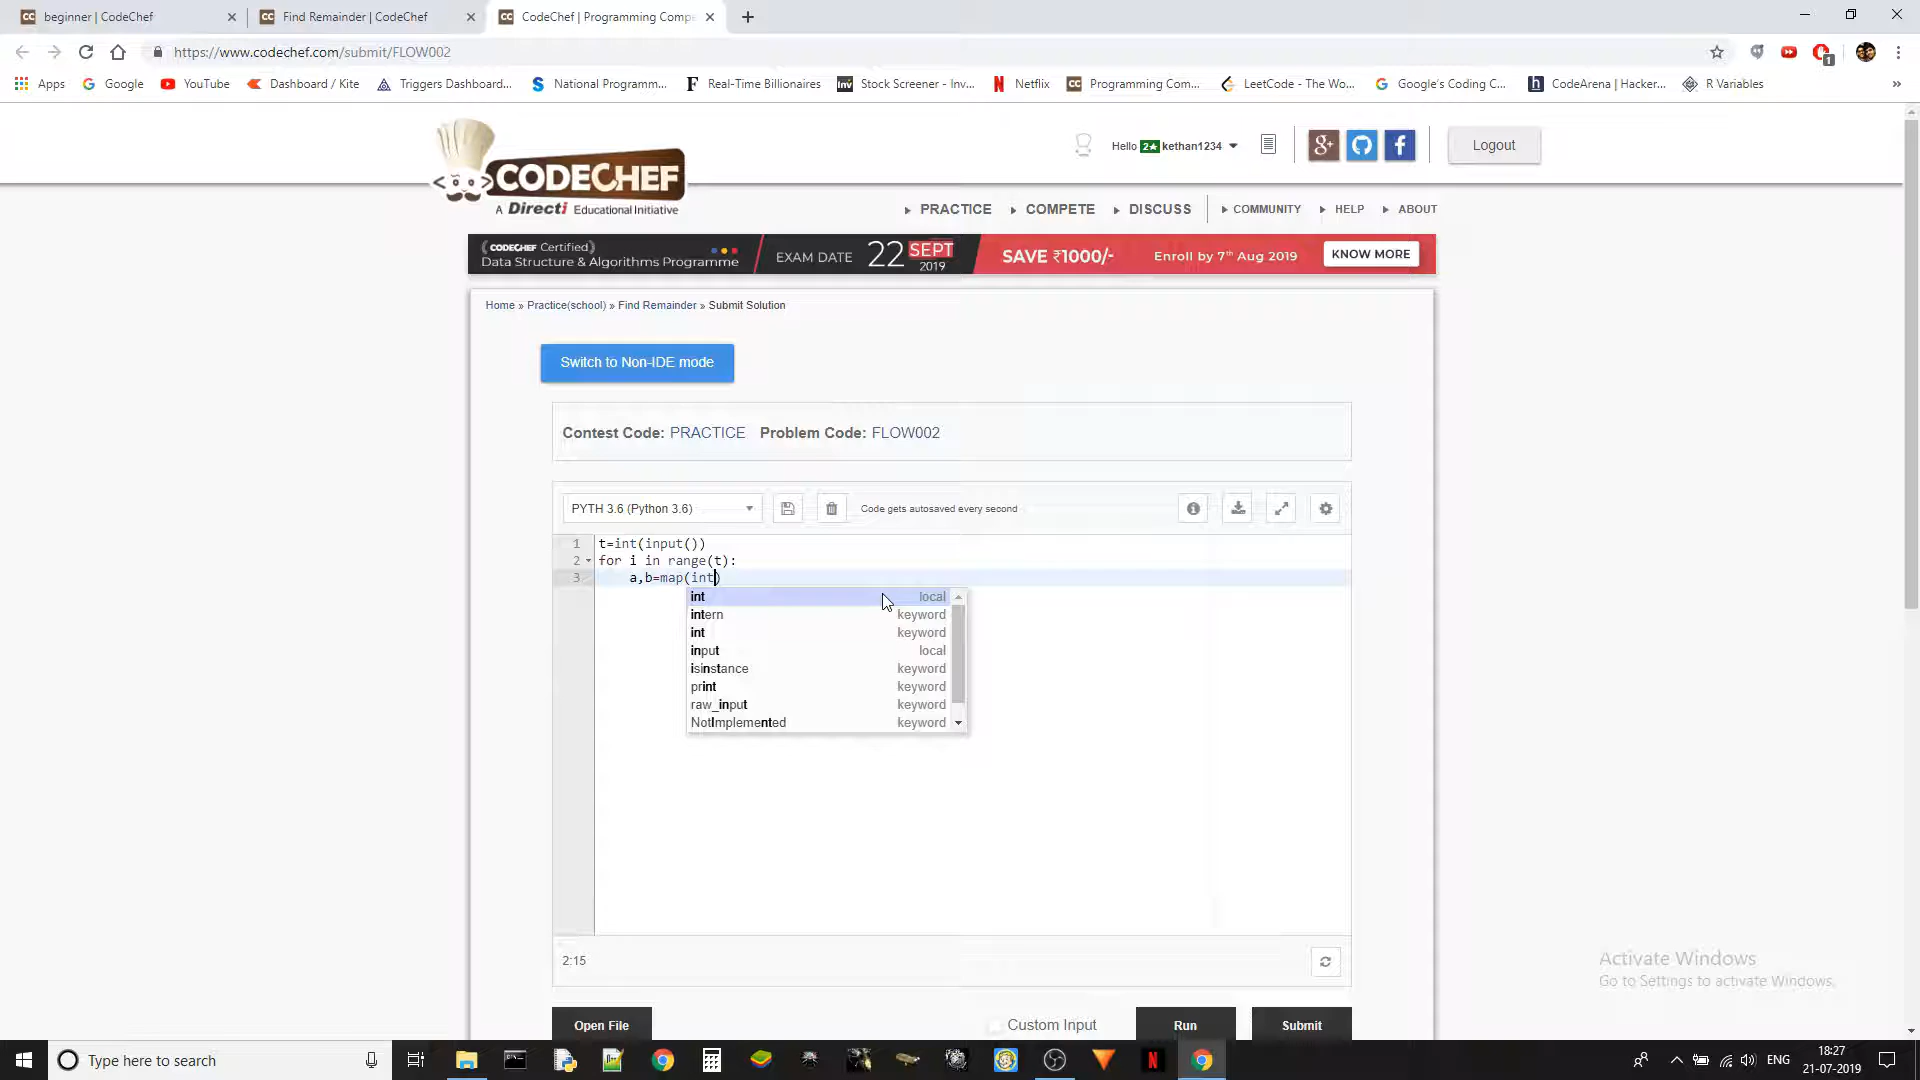 beginner | CodeChef
Find Remainder | CodeChef
CodeChef | Programming Compe
https://www.codechef.com/submit/FLOW002
Apps
Google
YouTube
Dashboard / Kite
Triggers Dashboard...
National Programm...
Real-Time Billionaires
Stock Screener - Inv...
Netflix
Programming Com...
LeetCode - The Wo...
Google's Coding C...
CodeArena | Hacker...
R Variables
CODECHEF
A Directi Educational Initiative
Hello 2★ kethan1234
Logout
PRACTICE
COMPETE
DISCUSS
COMMUNITY
HELP
ABOUT
CODECHEF Certified
Data Structure & Algorithms Programme
EXAM DATE 22 SEPT 2019
SAVE ₹1000/-
Enroll by 7th Aug 2019
KNOW MORE
Home » Practice(school) » Find Remainder » Submit Solution
Switch to Non-IDE mode
Contest Code: PRACTICE Problem Code: FLOW002
PYTH 3.6 (Python 3.6)
Code gets autosaved every second
1 t=int(input())
2 for i in range(t):
3 a,b=map(int)
int local
intern keyword
int keyword
input local
isinstance keyword
print keyword
raw_input keyword
NotImplemented keyword
2:15
Activate Windows
Go to Settings to activate Windows.
Open File
Custom Input
Run
Submit
Type here to search
ENG
18:27
21-07-2019